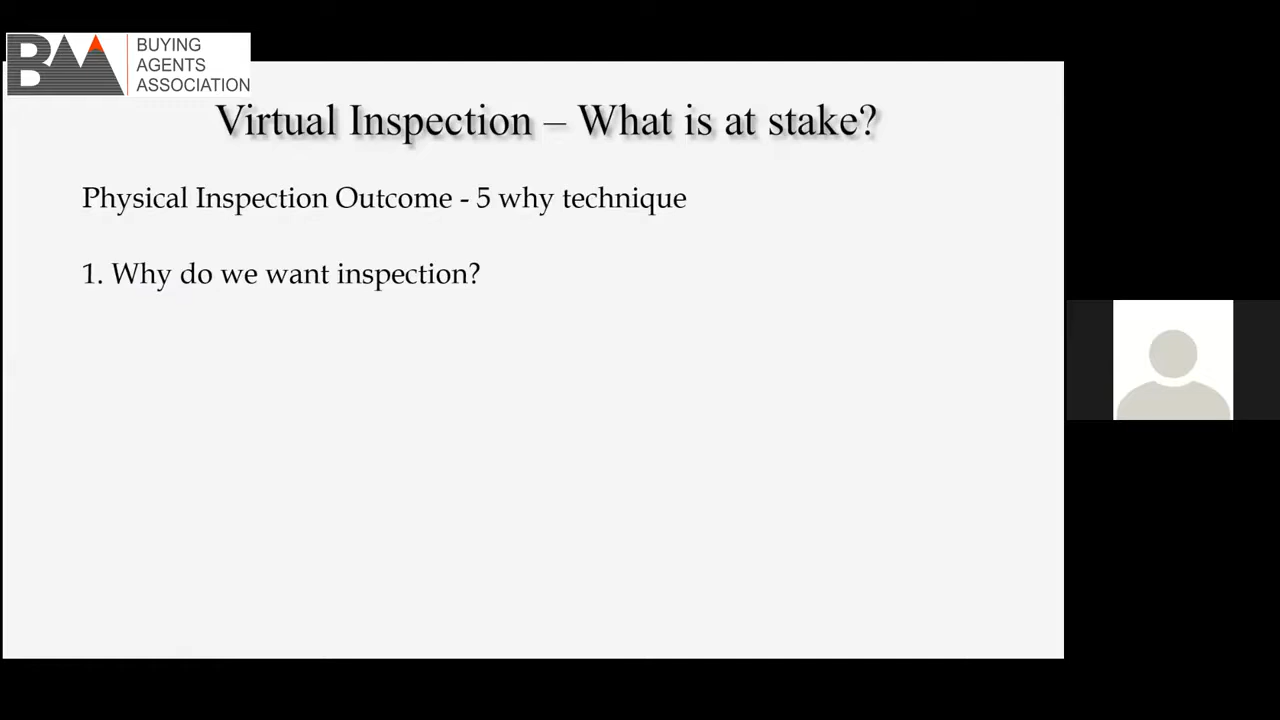 BAA
BUYING
AGENTS
ASSOCIATION
Virtual Inspection – What is at stake?
Physical Inspection Outcome - 5 why technique
1. Why do we want inspection?